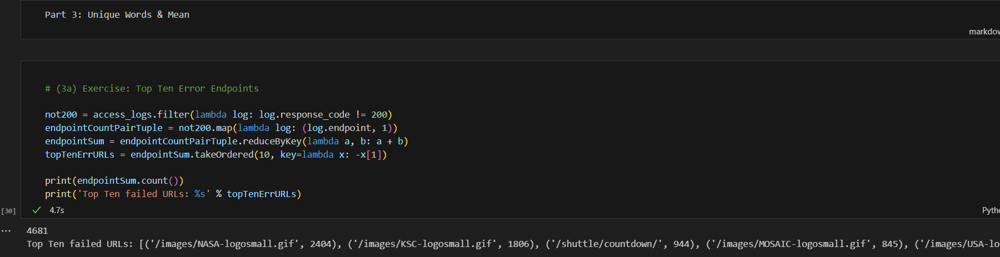 Part 3: Unique Words & Mean
markdow
# (3a) Exercise: Top Ten Error Endpoints
not200 = access_logs.filter(lambda log: log.response_code != 200)
endpointCountPairTuple = not200.map(lambda log: (log.endpoint, 1))
endpointSum = endpointCountPairTuple.reduceByKey(lambda a, b: a + b)
topTenErrURLs = endpointSum.takeOrdered(10, key=lambda x: -x[1])
print(endpointSum.count())
print('Top Ten failed URLs: %s' % topTenErrURLs)
[30] ✓ 4.7s
Pytho
... 4681
Top Ten failed URLs: [('/images/NASA-logosmall.gif', 2404), ('/images/KSC-logosmall.gif', 1806), ('/shuttle/countdown/', 944), ('/images/MOSAIC-logosmall.gif', 845), ('/images/USA-lo